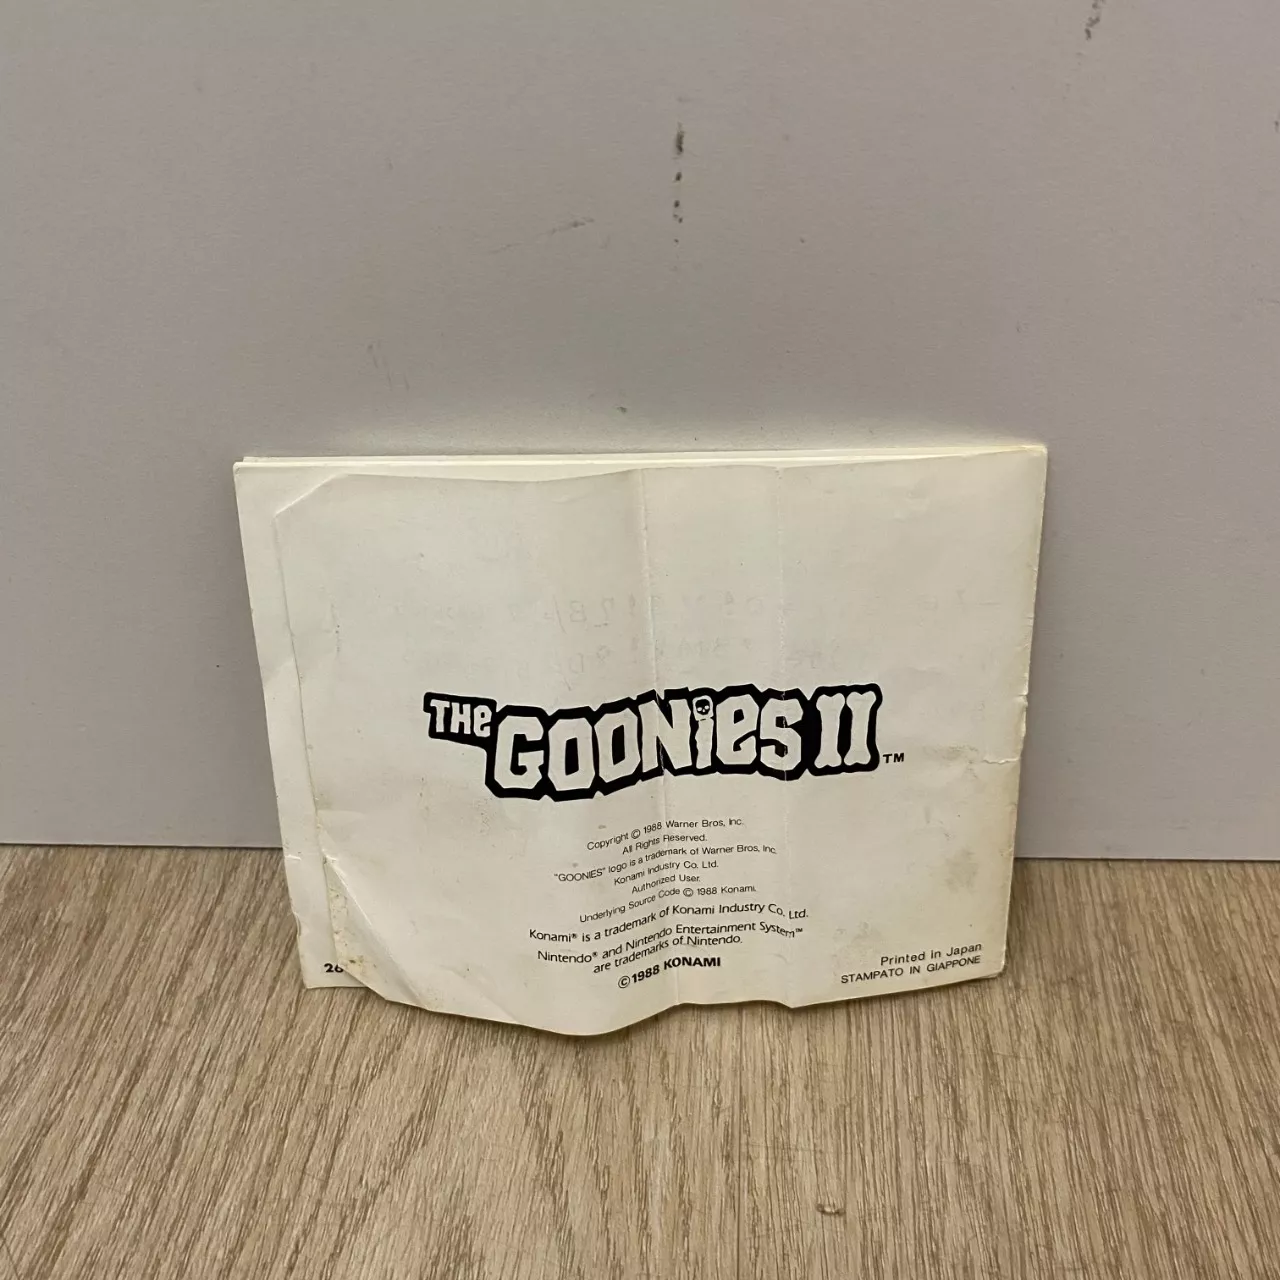 THE GOONIES II TM
Copyright © 1988 Warner Bros, Inc.
All Rights Reserved.
"GOONIES" logo is a trademark of Warner Bros, Inc.
Konami Industry Co. Ltd.
Authorized User.
Underlying Source Code © 1988 Konami.
Konami® is a trademark of Konami Industry Co. Ltd.
Nintendo® and Nintendo Entertainment System™
are trademarks of Nintendo.
©1988 KONAMI
Printed in Japan
STAMPATO IN GIAPPONE